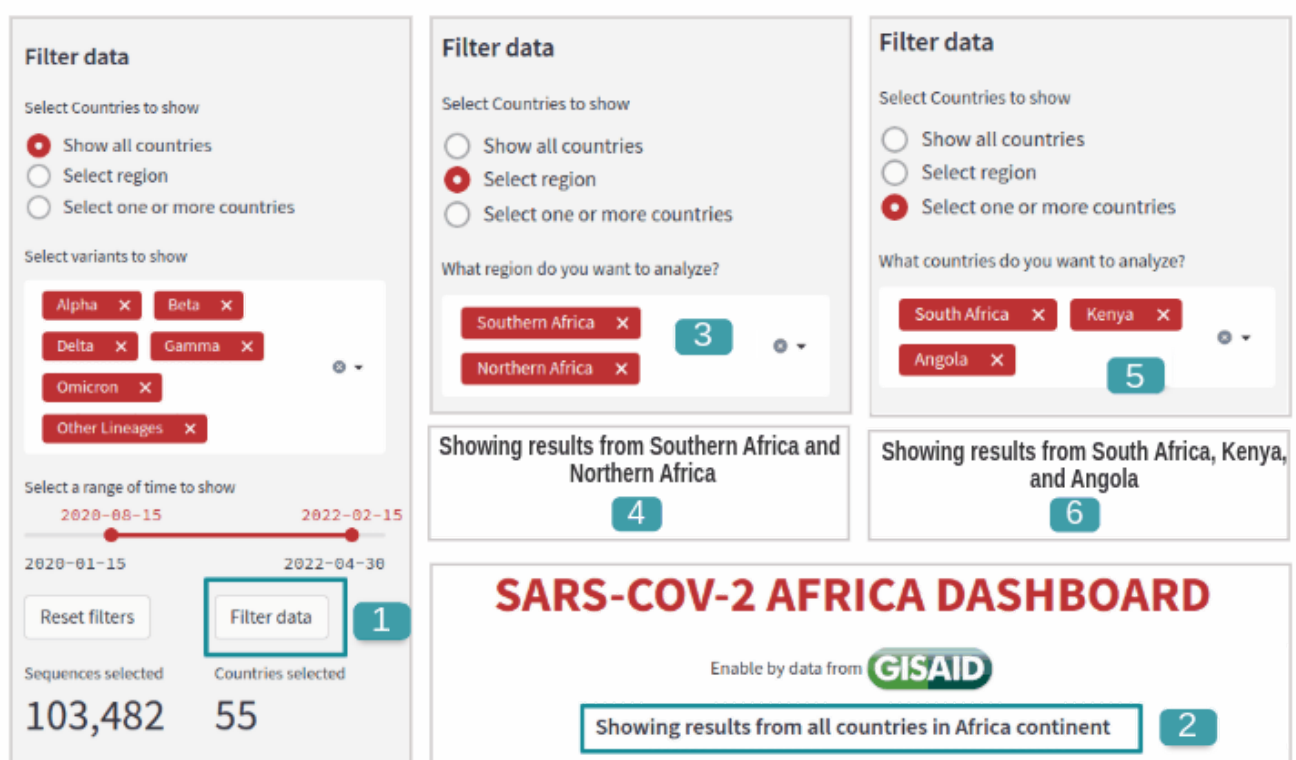 Filter data
Select Countries to show
Show all countries
Select region
Select one or more countries
Select variants to show
Alpha ×
Beta ×
Delta ×
Gamma ×
Omicron ×
Other Lineages ×
Select a range of time to show
2020-08-15
2022-02-15
2020-01-15
2022-04-30
Reset filters
Filter data
1
Sequences selected
Countries selected
103,482
55
Filter data
Select Countries to show
Show all countries
Select region
Select one or more countries
What region do you want to analyze?
Southern Africa ×
Northern Africa ×
3
Showing results from Southern Africa and
Northern Africa
4
Filter data
Select Countries to show
Show all countries
Select region
Select one or more countries
What countries do you want to analyze?
South Africa ×
Kenya ×
Angola ×
5
Showing results from South Africa, Kenya,
and Angola
6
SARS-COV-2 AFRICA DASHBOARD
Enable by data from GISAID
Showing results from all countries in Africa continent
2